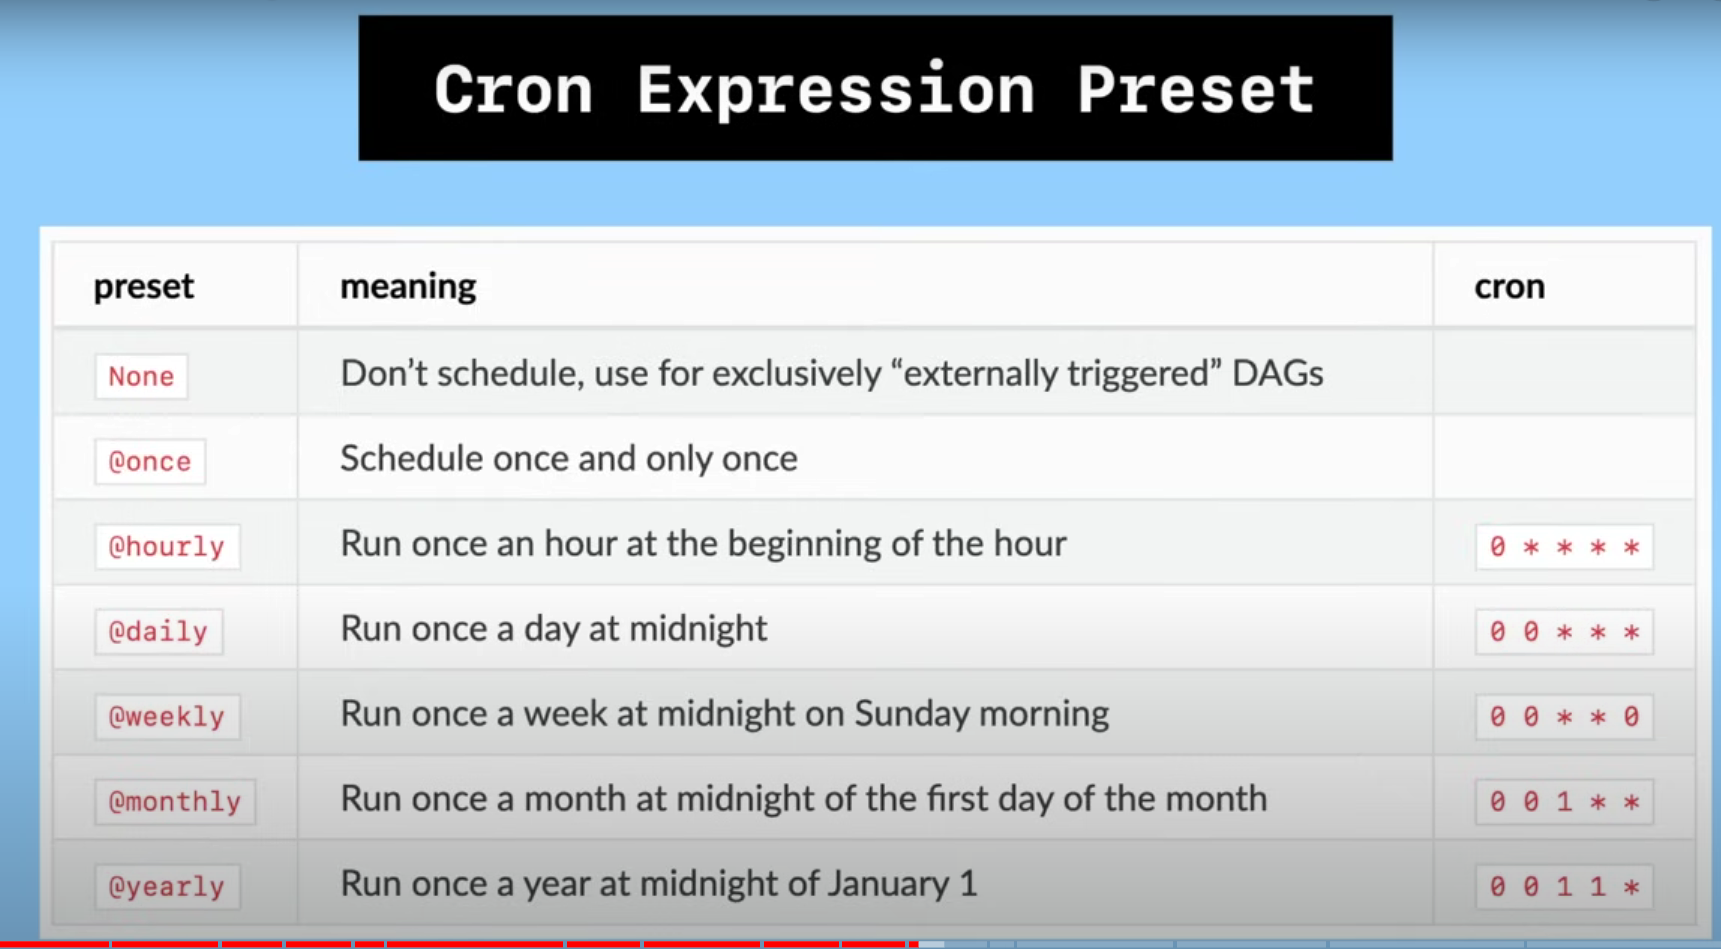 Cron Expression Preset
preset meaning cron
None Don’t schedule, use for exclusively “externally triggered” DAGs
@once Schedule once and only once
@hourly Run once an hour at the beginning of the hour 0 * * * *
@daily Run once a day at midnight 0 0 * * *
@weekly Run once a week at midnight on Sunday morning 0 0 * * 0
@monthly Run once a month at midnight of the first day of the month 0 0 1 * *
@yearly Run once a year at midnight of January 1 0 0 1 1 *